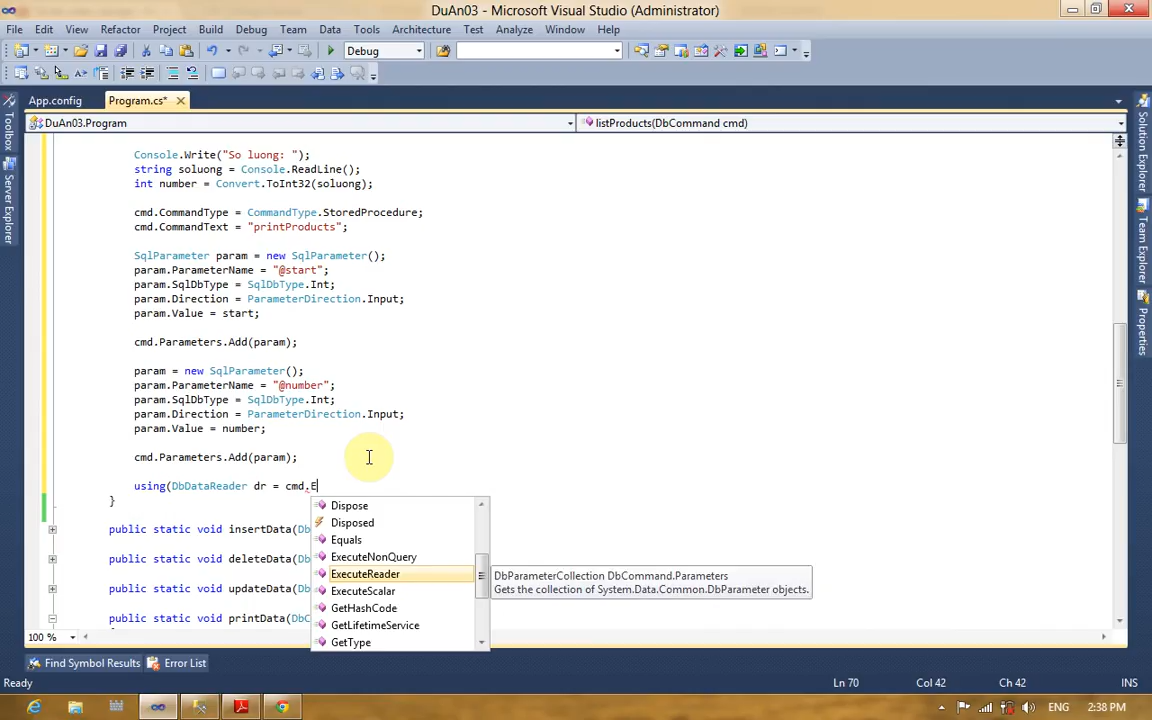 DuAn03 - Microsoft Visual Studio (Administrator)
File Edit View Refactor Project Build Debug Team Data Tools Architecture Test Analyze Window Help
Debug
App.config Program.cs*
DuAn03.Program listProducts(DbCommand cmd)
Console.Write("So luong: ");
string soluong = Console.ReadLine();
int number = Convert.ToInt32(soluong);
cmd.CommandType = CommandType.StoredProcedure;
cmd.CommandText = "printProducts";
SqlParameter param = new SqlParameter();
param.ParameterName = "@start";
param.SqlDbType = SqlDbType.Int;
param.Direction = ParameterDirection.Input;
param.Value = start;
cmd.Parameters.Add(param);
param = new SqlParameter();
param.ParameterName = "@number";
param.SqlDbType = SqlDbType.Int;
param.Direction = ParameterDirection.Input;
param.Value = number;
cmd.Parameters.Add(param);
using(DbDataReader dr = cmd.E
}
public static void insertData(Db
public static void deleteData(Db
public static void updateData(Db
public static void printData(DbC
Dispose
Disposed
Equals
ExecuteNonQuery
ExecuteReader
ExecuteScalar
GetHashCode
GetLifetimeService
GetType
DbParameterCollection DbCommand.Parameters
Gets the collection of System.Data.Common.DbParameter objects.
Toolbox
Server Explorer
Solution Explorer
Team Explorer
Properties
100 %
Find Symbol Results Error List
Ready Ln 70 Col 42 Ch 42 INS
ENG 2:38 PM